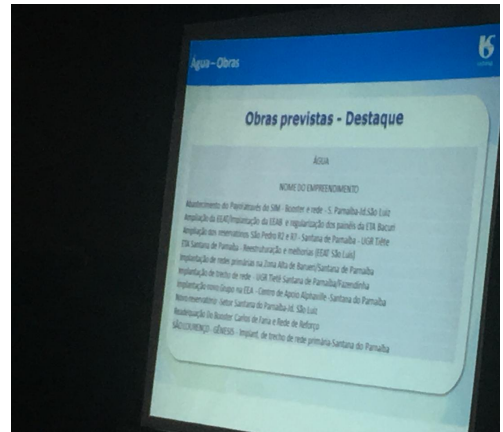 Água – Obras
Obras previstas - Destaque
ÁGUA
NOME DO EMPREENDIMENTO
Abastecimento do através do SIM - Booster e rede - S. Parnaíba-Jd. São Luiz
Ampliação da EEAT/Implantação da EEAB e regularização dos painéis da ETA Bacuri
Ampliação dos reservatórios São Pedro R2 e R7 - Santana de Parnaíba - UGR Tiête
ETA Santana de Parnaíba - Reestruturação e melhorias (EEAT São Luis)
Implantação de redes primárias na Zona Alta de Barueri/Santana de Parnaíba
Implantação de trecho de rede - UGR Tietê Santana de Parnaíba/Fazendinha
Implantação novo Grupo na EEA - Centro de Apoio Alphaville - Santana do Parnaíba
Novo reservatório -Setor Santana do Parnaíba-Jd. São Luiz
Readequação Do Booster Carlos de Faria e Rede de Reforço
SÃO LOURENÇO - GÊNESIS - Implant. de trecho de rede primária-Santana do Parnaíba